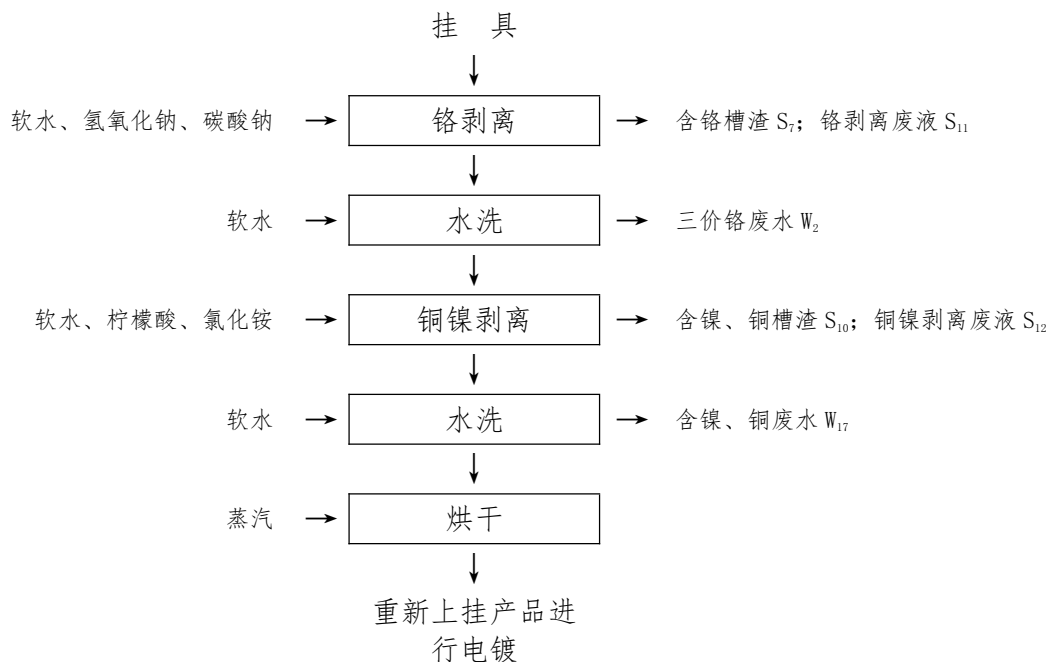 挂 具
软水、氢氧化钠、碳酸钠 铬剥离 含铬槽渣 S₇；铬剥离废液 S₁₁
软水 水洗 三价铬废水 W₂
软水、柠檬酸、氯化铵 铜镍剥离 含镍、铜槽渣 S₁₀；铜镍剥离废液 S₁₂
软水 水洗 含镍、铜废水 W₁₇
蒸汽 烘干
重新上挂产品进
行电镀